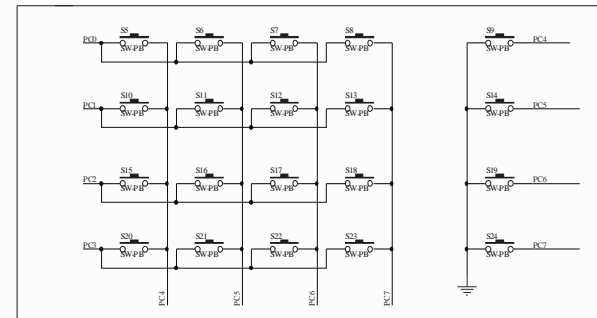 S5 S6 S7 S8 S9
PC0 PC4
SW-PB SW-PB SW-PB SW-PB SW-PB
S10 S11 S12 S13 S14
PC1 PC5
SW-PB SW-PB SW-PB SW-PB SW-PB
S15 S16 S17 S18 S19
PC2 PC6
SW-PB SW-PB SW-PB SW-PB SW-PB
S20 S21 S22 S23 S24
PC3 PC7
SW-PB SW-PB SW-PB SW-PB SW-PB
PC4 PC5 PC6 PC7